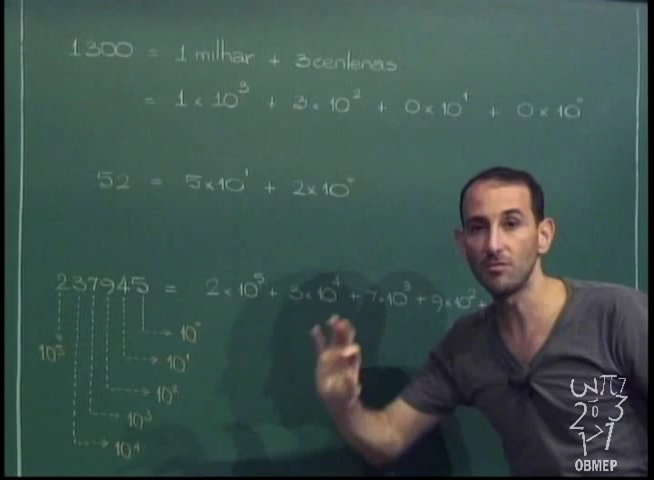 1300 = 1 milhar + 3 centenas
= 1 × 10³ + 3 × 10² + 0 × 10¹ + 0 × 10⁰
52 = 5 × 10¹ + 2 × 10⁰
237945 = 2 × 10⁵ + 3 × 10⁴ + 7 × 10³ + 9 × 10² +
10⁰
10⁵
10¹
10²
10³
10⁴
OBMEP